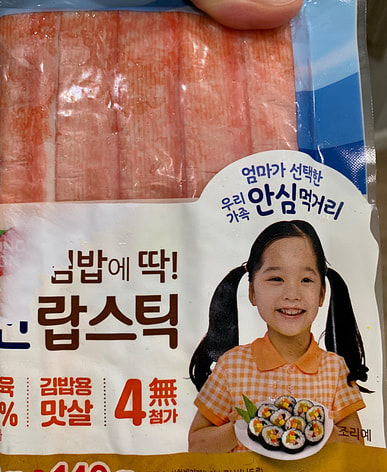 엄마가 선택한
우리
가족
안심먹거리
김밥에 딱!
랍스틱
김밥용
맛살
4無
첨가
조리예